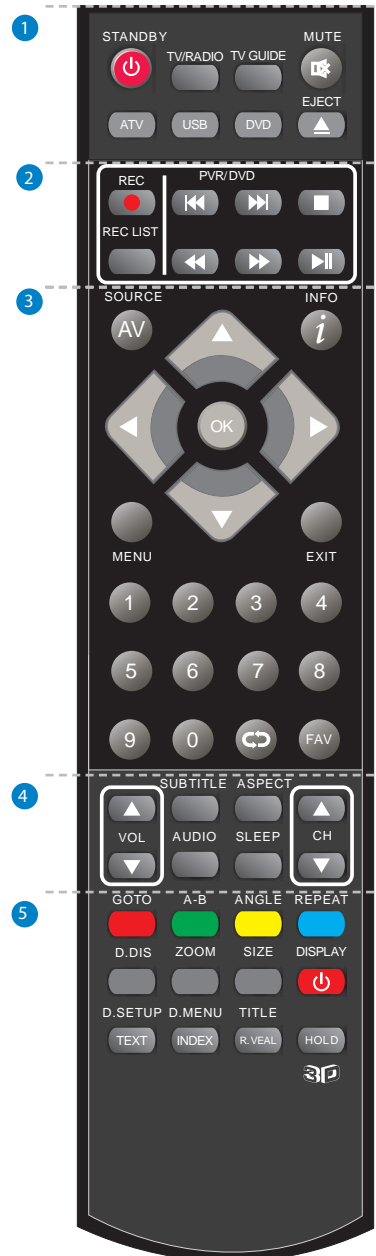 1
STANDBY MUTE
TV/RADIO TV GUIDE
EJECT
ATV USB DVD
2
REC PVR/DVD
REC LIST
3
SOURCE INFO
AV i
OK
MENU EXIT
1 2 3 4
5 6 7 8
9 0 FAV
4
SUBTITLE ASPECT
VOL AUDIO SLEEP CH
5
GOTO A-B ANGLE REPEAT
D.DIS ZOOM SIZE DISPLAY
D.SETUP D.MENU TITLE
TEXT INDEX R. VEAL HOLD
3D